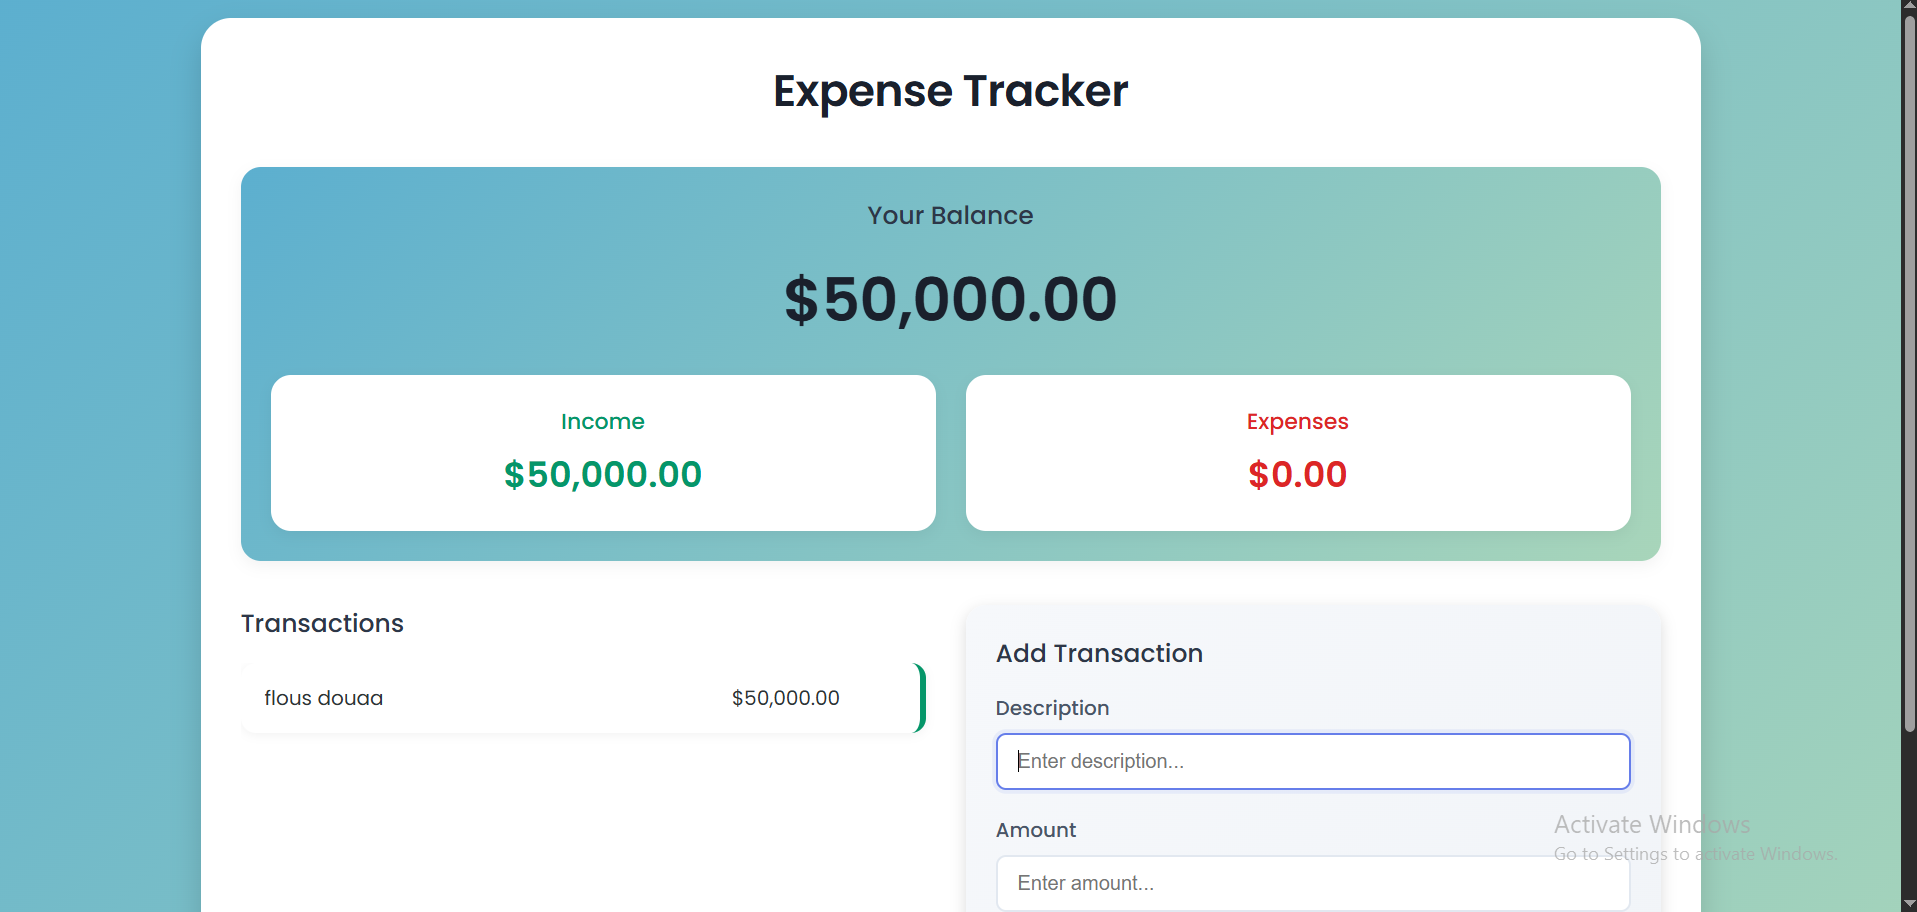 Expense Tracker
Your Balance
$50,000.00
Income
$50,000.00
Expenses
$0.00
Transactions
flous douaa $50,000.00
Add Transaction
Description
Enter description...
Amount
Enter amount...
Activate Windows
Go to Settings to activate Windows.